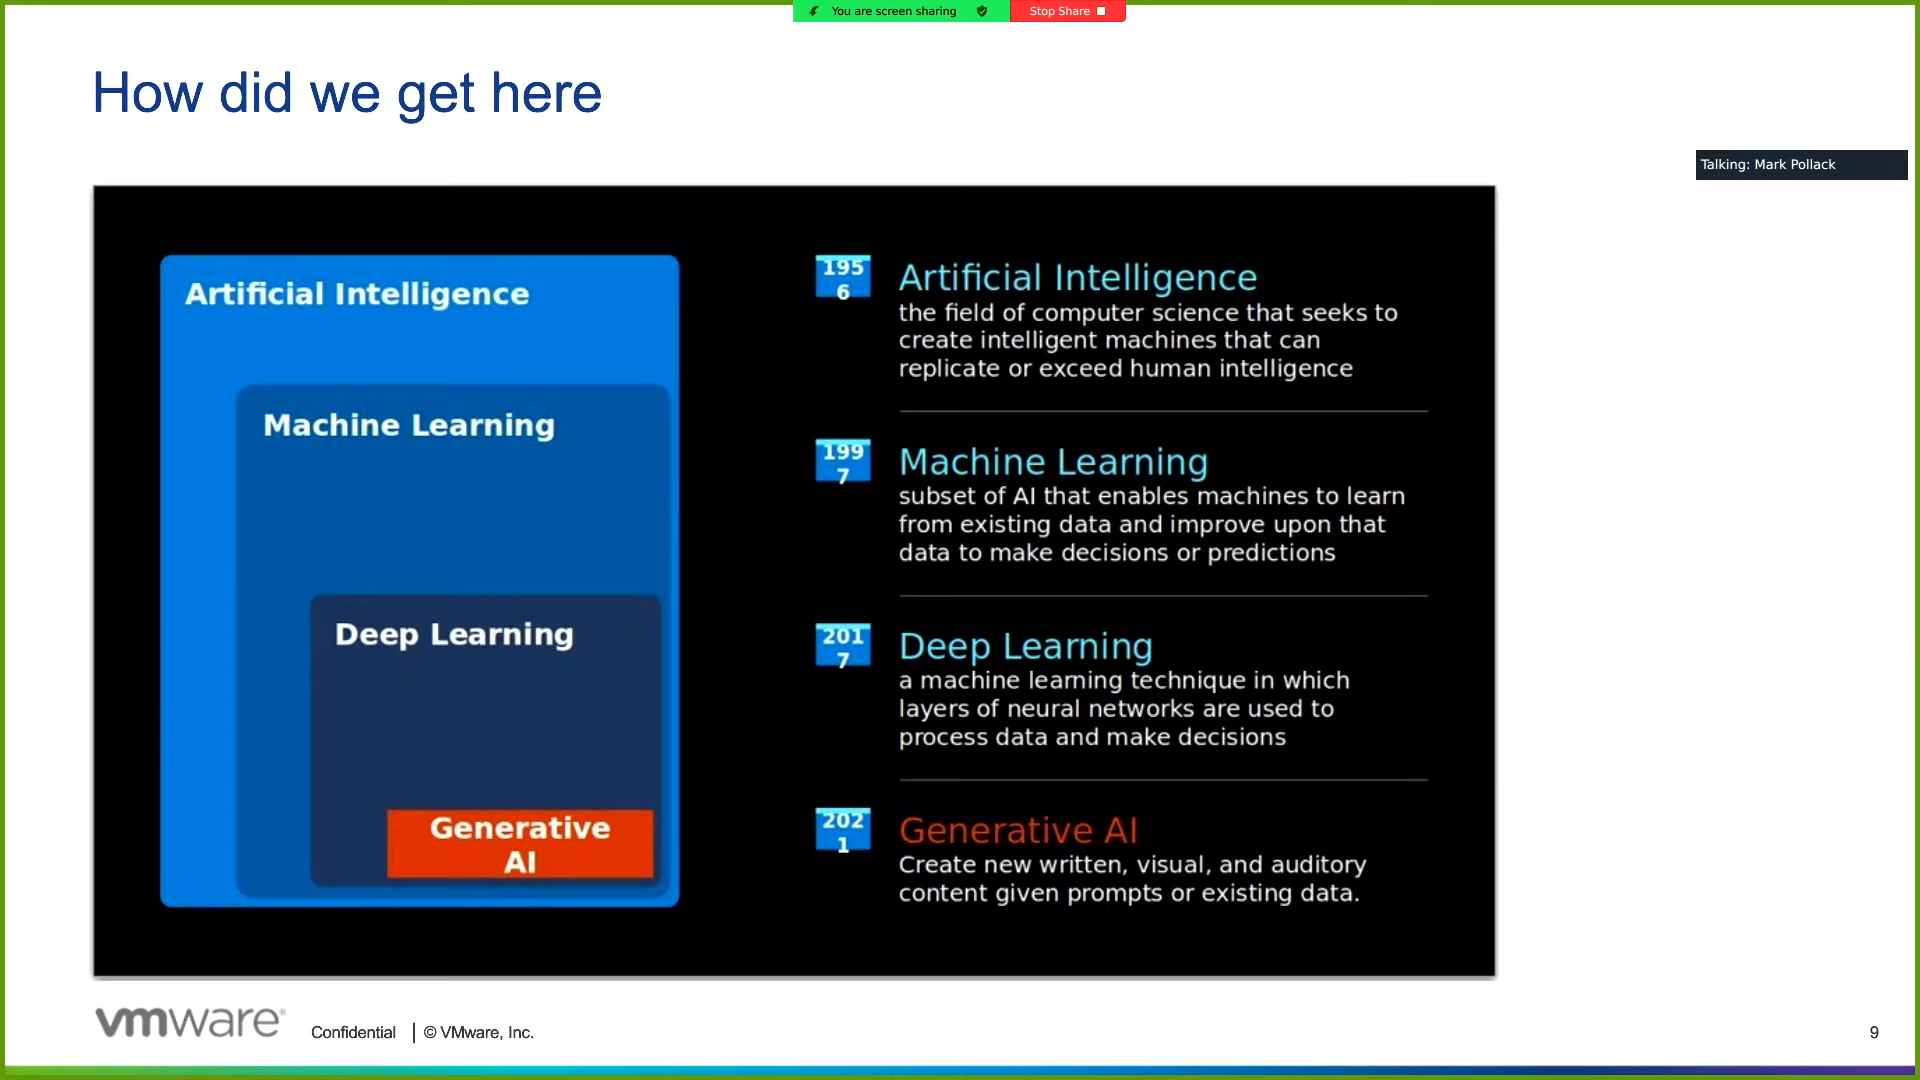 You are screen sharing
Stop Share
How did we get here
Talking: Mark Pollack
Artificial Intelligence
Machine Learning
Deep Learning
Generative
AI
195
6
Artificial Intelligence
the field of computer science that seeks to
create intelligent machines that can
replicate or exceed human intelligence
199
7
Machine Learning
subset of AI that enables machines to learn
from existing data and improve upon that
data to make decisions or predictions
201
7
Deep Learning
a machine learning technique in which
layers of neural networks are used to
process data and make decisions
202
1
Generative AI
Create new written, visual, and auditory
content given prompts or existing data.
vmware®
Confidential | © VMware, Inc.
9